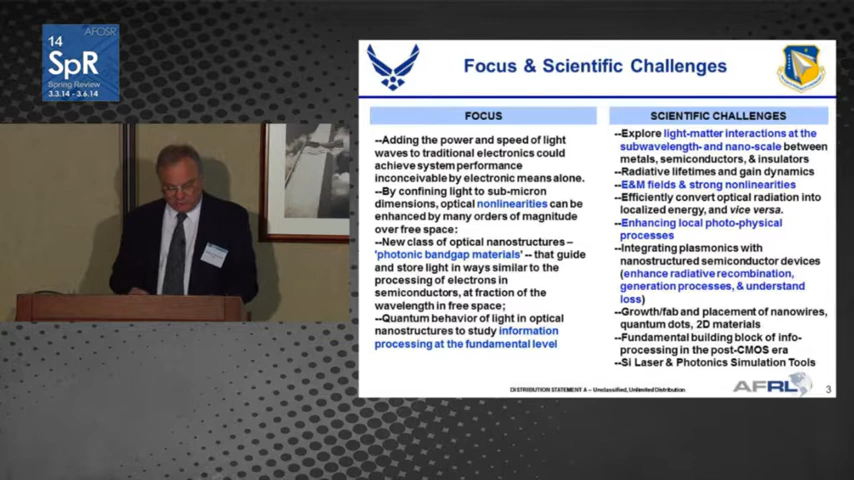 AFOSR
14
SpR
Spring Review
3.3.14 - 3.6.14
Focus & Scientific Challenges
FOCUS
--Adding the power and speed of light
waves to traditional electronics could
achieve system performance
inconceivable by electronic means alone.
--By confining light to sub-micron
dimensions, optical nonlinearities can be
enhanced by many orders of magnitude
over free space:
--New class of optical nanostructures –
'photonic bandgap materials' -- that guide
and store light in ways similar to the
processing of electrons in
semiconductors, at fraction of the
wavelength in free space;
--Quantum behavior of light in optical
nanostructures to study information
processing at the fundamental level
SCIENTIFIC CHALLENGES
--Explore light-matter interactions at the
subwavelength- and nano-scale between
metals, semiconductors, & insulators
--Radiative lifetimes and gain dynamics
--E&M fields & strong nonlinearities
--Efficiently convert optical radiation into
localized energy, and vice versa.
--Enhancing local photo-physical
processes
--Integrating plasmonics with
nanostructured semiconductor devices
(enhance radiative recombination,
generation processes, & understand
loss)
--Growth/fab and placement of nanowires,
quantum dots, 2D materials
--Fundamental building block of info-
processing in the post-CMOS era
--Si Laser & Photonics Simulation Tools
DISTRIBUTION STATEMENT A – Unclassified, Unlimited Distribution
AFRL
3